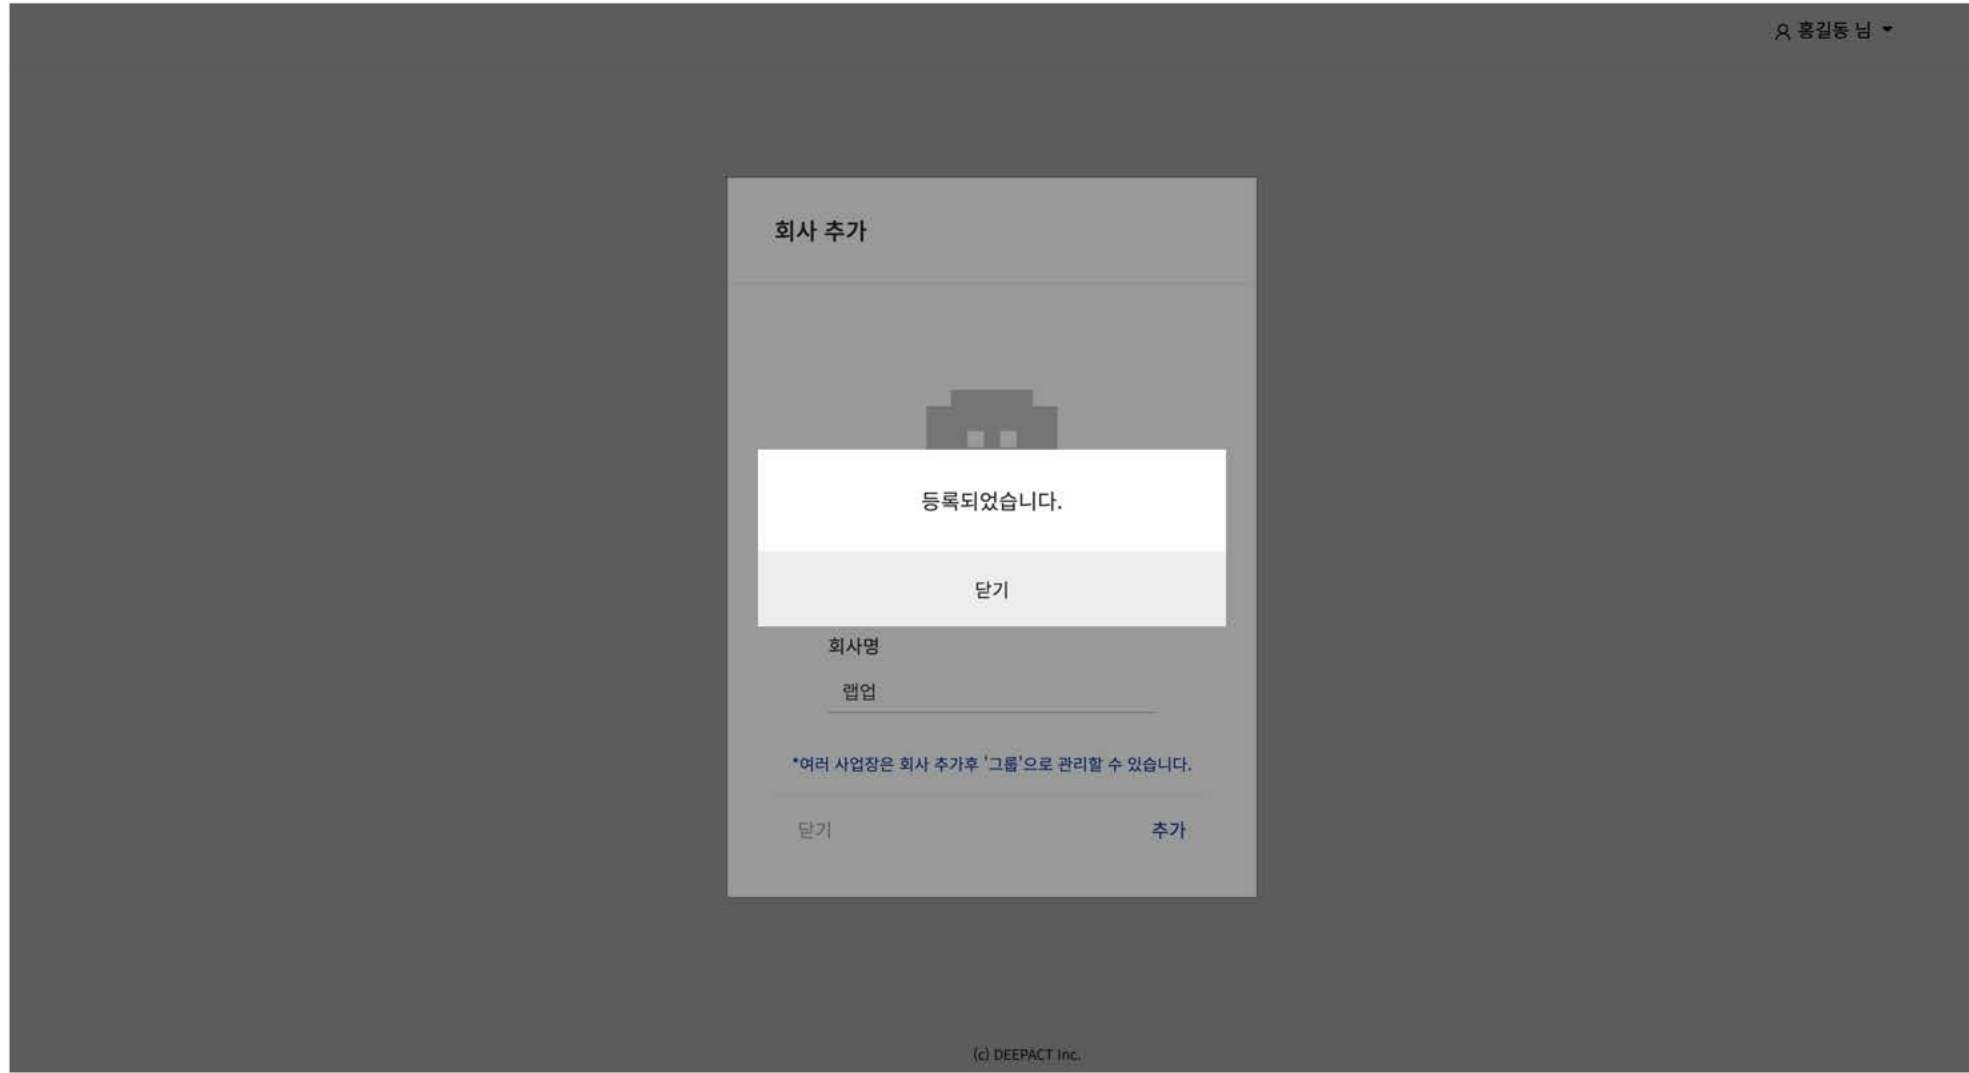 홍길동 님
회사 추가
등록되었습니다.
닫기
회사명
랩업
*여러 사업장은 회사 추가후 '그룹'으로 관리할 수 있습니다.
닫기 추가
(c) DEEPACT Inc.